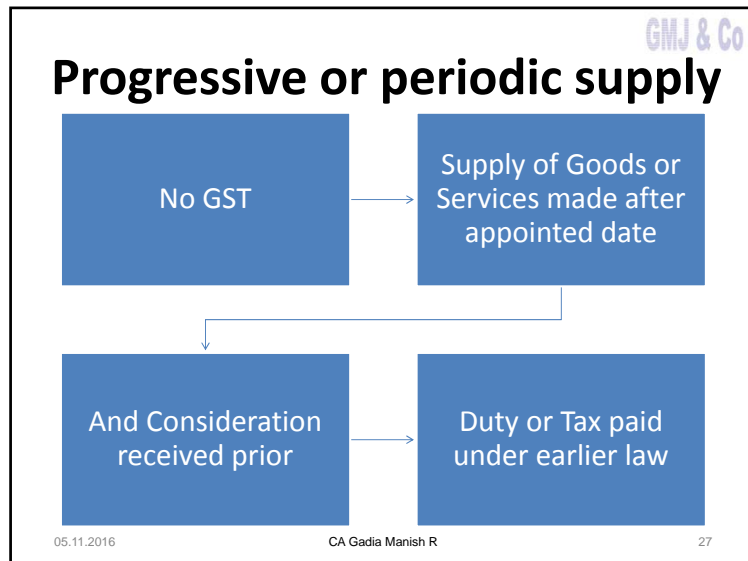 GMJ & Co
Progressive or periodic supply
No GST
Supply of Goods or
Services made after
appointed date
And Consideration
received prior
Duty or Tax paid
under earlier law
05.11.2016
CA Gadia Manish R
27